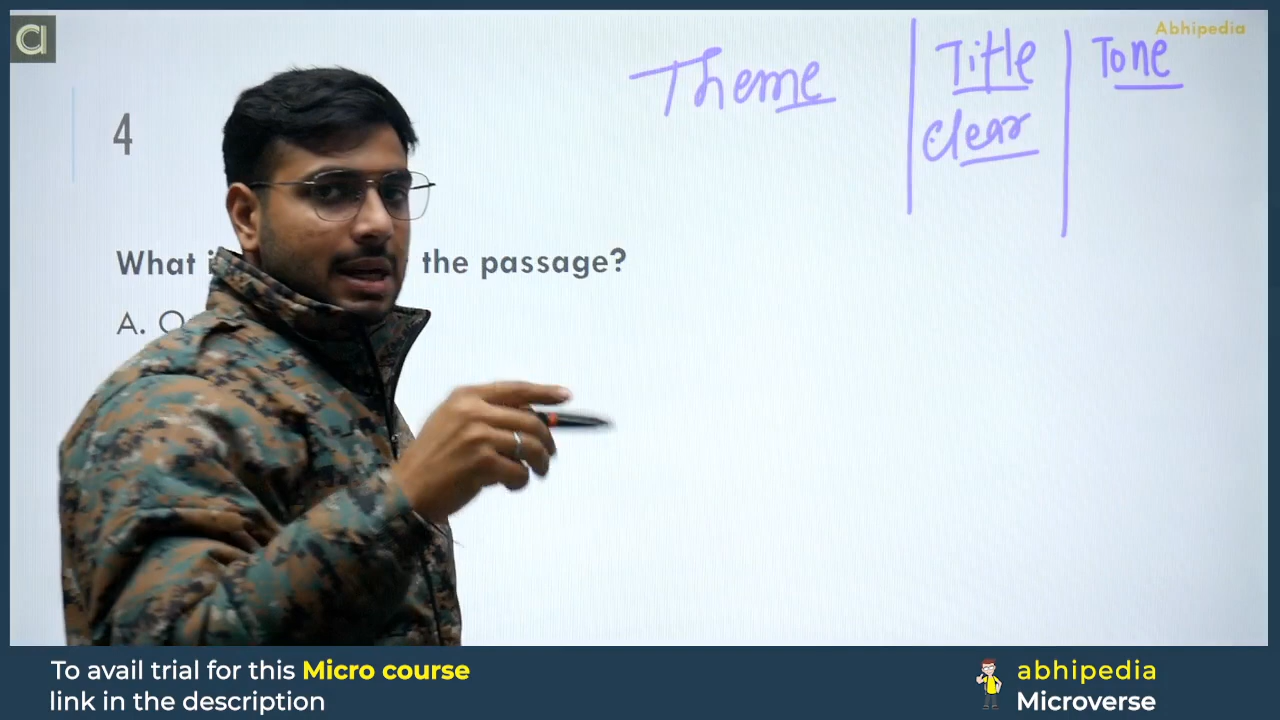 Abhipedia
Theme
Title
Tone
Clear
4
What the passage?
A.
To avail trial for this Micro course
link in the description
abhipedia
Microverse